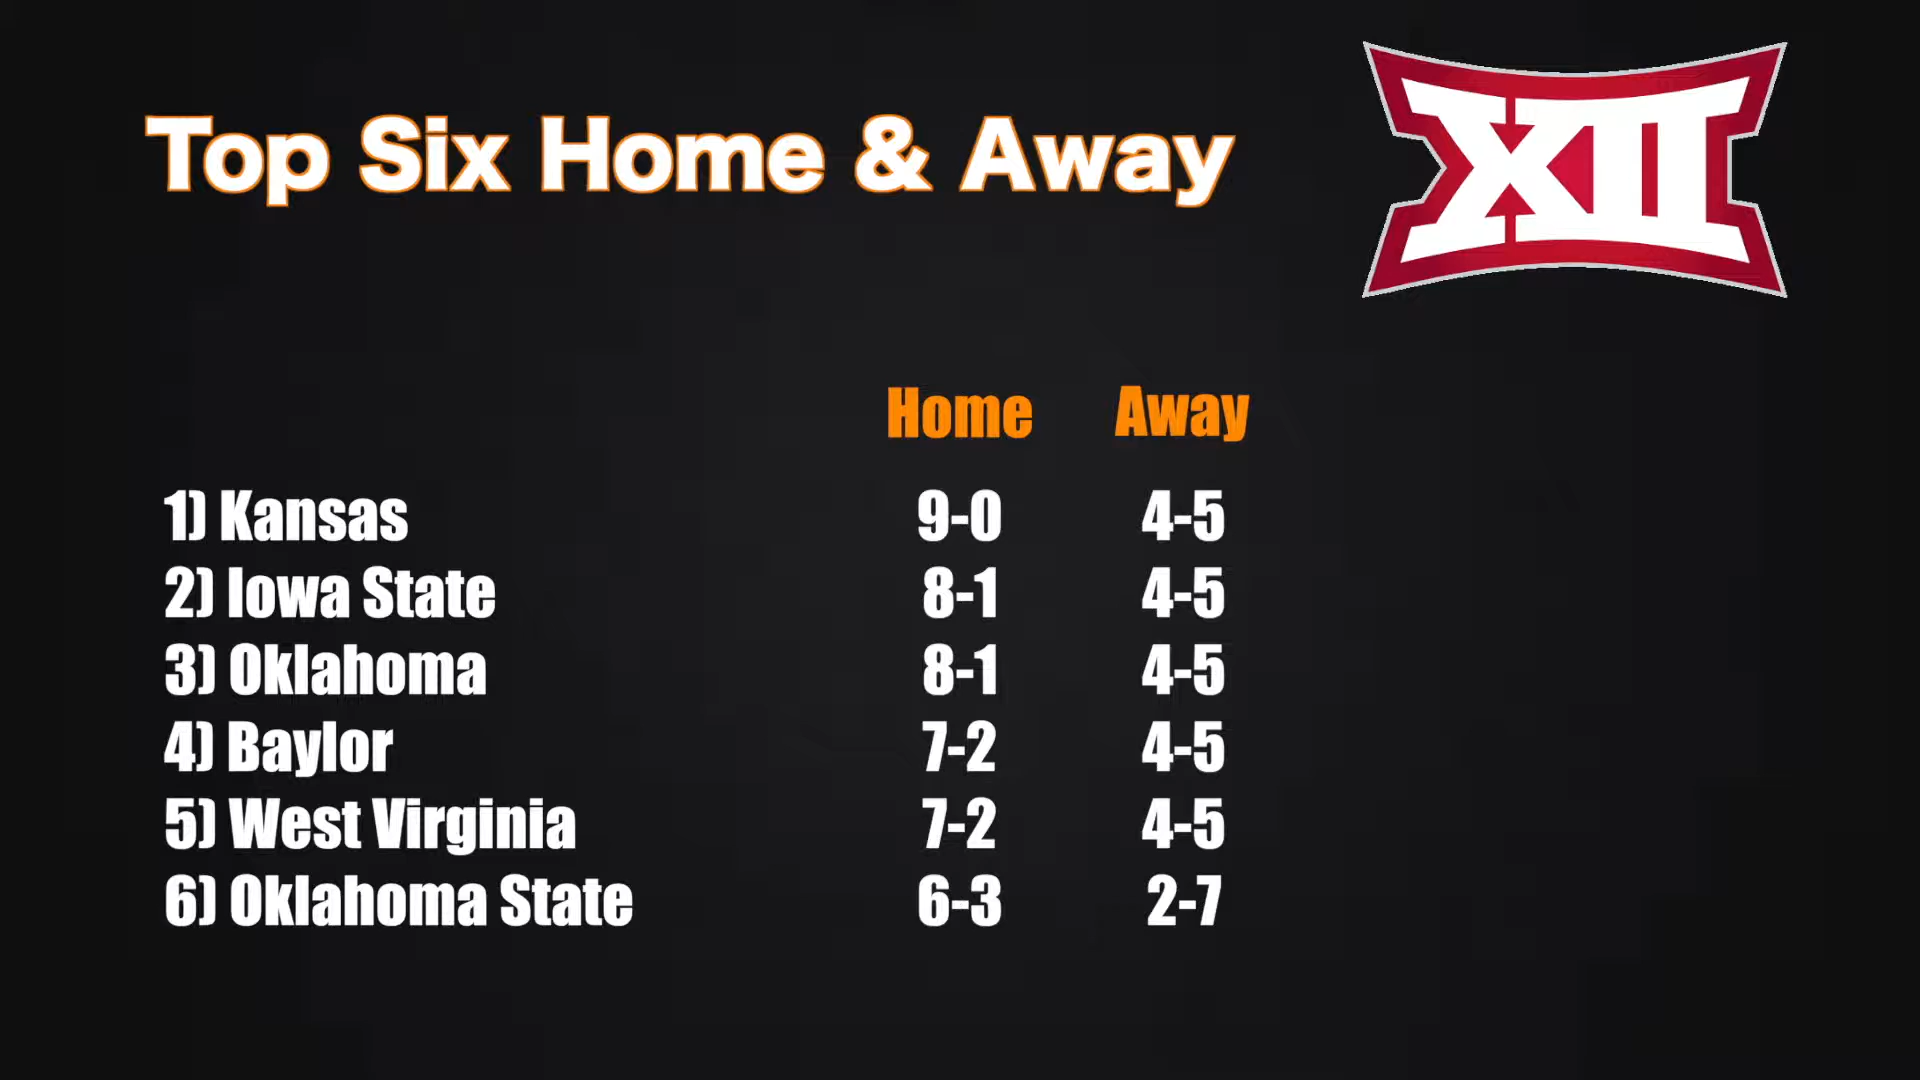 Top Six Home & Away
XII
Home Away
1) Kansas 9-0 4-5
2) Iowa State 8-1 4-5
3) Oklahoma 8-1 4-5
4) Baylor 7-2 4-5
5) West Virginia 7-2 4-5
6) Oklahoma State 6-3 2-7